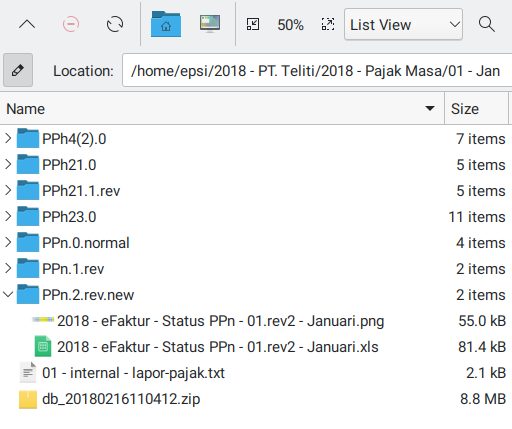 50%
List View
Location:
/home/epsi/2018 - PT. Teliti/2018 - Pajak Masa/01 - Jan
Name Size
PPh4(2).0 7 items
PPh21.0 5 items
PPh21.1.rev 5 items
PPh23.0 11 items
PPn.0.normal 4 items
PPn.1.rev 2 items
PPn.2.rev.new 2 items
2018 - eFaktur - Status PPn - 01.rev2 - Januari.png 55.0 kB
2018 - eFaktur - Status PPn - 01.rev2 - Januari.xls 81.4 kB
01 - internal - lapor-pajak.txt 2.1 kB
db_20180216110412.zip 8.8 MB